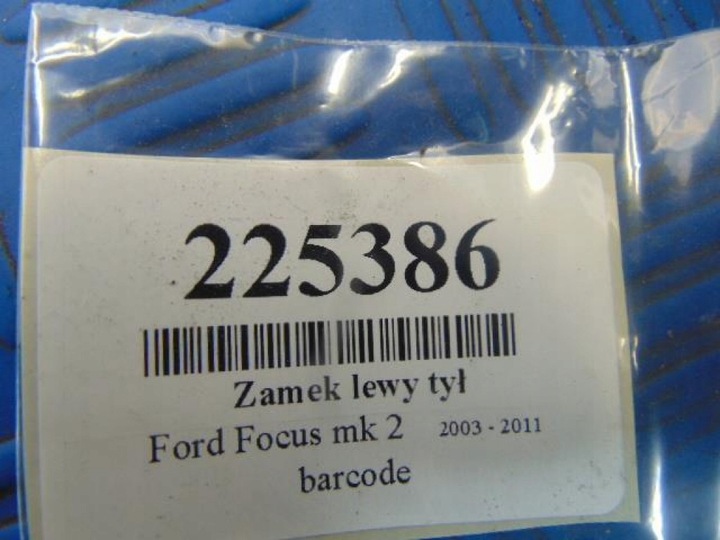 225386
Zamek lewy tył
Ford Focus mk 2 2003 - 2011
barcode